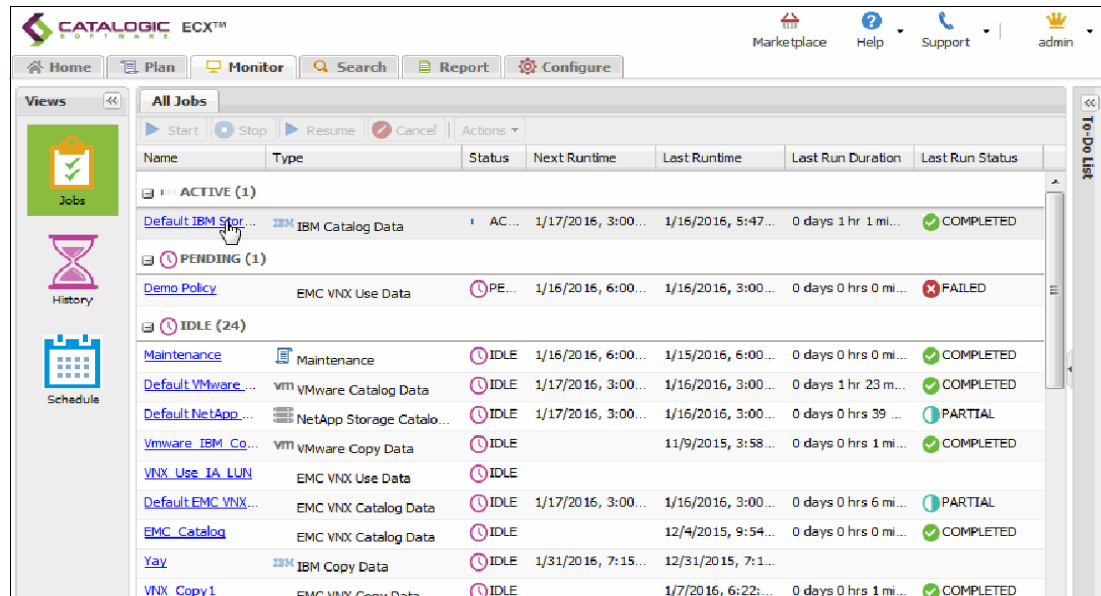 CATALOGIC ECX™
SOFTWARE
Marketplace Help Support admin
Home Plan Monitor Search Report Configure
Views All Jobs
To-Do List
Start Stop Resume Cancel Actions
Name Type Status Next Runtime Last Runtime Last Run Duration Last Run Status
Jobs
ACTIVE (1)
Default IBM Stor... IBM IBM Catalog Data AC... 1/17/2016, 3:00... 1/16/2016, 5:47... 0 days 1 hr 1 mi... COMPLETED
PENDING (1)
Demo Policy EMC VNX Use Data PE... 1/16/2016, 6:00... 1/16/2016, 3:00... 0 days 0 hrs 0 mi... FAILED
History
IDLE (24)
Maintenance Maintenance IDLE 1/16/2016, 6:00... 1/15/2016, 6:00... 0 days 0 hrs 0 mi... COMPLETED
Default VMware ... vm VMware Catalog Data IDLE 1/17/2016, 3:00... 1/16/2016, 3:00... 0 days 1 hr 23 m... COMPLETED
Schedule
Default NetApp ... NetApp Storage Catalo... IDLE 1/17/2016, 3:00... 1/16/2016, 3:00... 0 days 0 hrs 39 ... PARTIAL
Vmware_IBM_Co... vm VMware Copy Data IDLE 11/9/2015, 3:58... 0 days 0 hrs 1 mi... COMPLETED
VNX_Use_IA_LUN EMC VNX Use Data IDLE
Default EMC VNX... EMC VNX Catalog Data IDLE 1/17/2016, 3:00... 1/16/2016, 3:00... 0 days 0 hrs 6 mi... PARTIAL
EMC_Catalog EMC VNX Catalog Data IDLE 12/4/2015, 9:54... 0 days 0 hrs 0 mi... COMPLETED
Yay IBM IBM Copy Data IDLE 1/31/2016, 7:15... 12/31/2015, 7:1...
VNX_Copy1 EMC VNX Copy Data IDLE 1/7/2016, 6:22:... 0 days 0 hrs 1 mi... COMPLETED